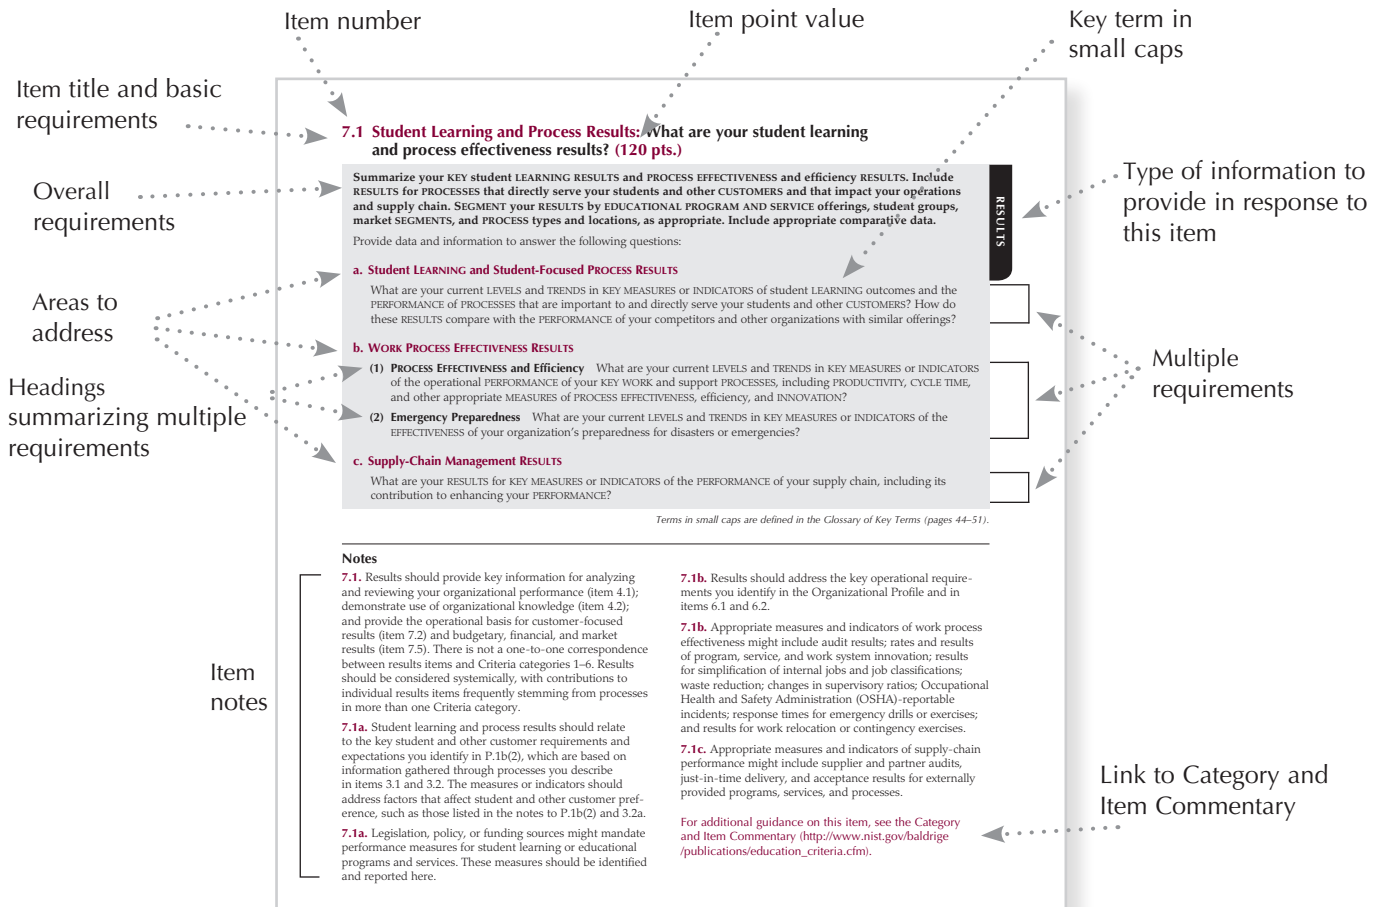 Item number
Item point value
Key term in
small caps
Item title and basic
requirements
7.1 Student Learning and Process Results: What are your student learning
and process effectiveness results? (120 pts.)
Overall
requirements
Summarize your KEY student LEARNING RESULTS and PROCESS EFFECTIVENESS and efficiency RESULTS. Include
RESULTS for PROCESSES that directly serve your students and other CUSTOMERS and that impact your operations
and supply chain. SEGMENT your RESULTS by EDUCATIONAL PROGRAM AND SERVICE offerings, student groups,
market SEGMENTS, and PROCESS types and locations, as appropriate. Include appropriate comparative data.
Provide data and information to answer the following questions:
RESULTS
Type of information to
provide in response to
this item
Areas to
address
a. Student LEARNING and Student-Focused PROCESS RESULTS
What are your current LEVELS and TRENDS in KEY MEASURES or INDICATORS of student LEARNING outcomes and the
PERFORMANCE of PROCESSES that are important to and directly serve your students and other CUSTOMERS? How do
these RESULTS compare with the PERFORMANCE of your competitors and other organizations with similar offerings?
b. WORK PROCESS EFFECTIVENESS RESULTS
Headings
summarizing multiple
requirements
(1) PROCESS EFFECTIVENESS and Efficiency What are your current LEVELS and TRENDS in KEY MEASURES or INDICATORS
of the operational PERFORMANCE of your KEY WORK and support PROCESSES, including PRODUCTIVITY, CYCLE TIME,
and other appropriate MEASURES of PROCESS EFFECTIVENESS, efficiency, and INNOVATION?
(2) Emergency Preparedness What are your current LEVELS and TRENDS in KEY MEASURES or INDICATORS of the
EFFECTIVENESS of your organization's preparedness for disasters or emergencies?
Multiple
requirements
c. Supply-Chain Management RESULTS
What are your RESULTS for KEY MEASURES or INDICATORS of the PERFORMANCE of your supply chain, including its
contribution to enhancing your PERFORMANCE?
Terms in small caps are defined in the Glossary of Key Terms (pages 44–51).
Item
notes
Notes
7.1. Results should provide key information for analyzing
and reviewing your organizational performance (item 4.1);
demonstrate use of organizational knowledge (item 4.2);
and provide the operational basis for customer-focused
results (item 7.2) and budgetary, financial, and market
results (item 7.5). There is not a one-to-one correspondence
between results items and Criteria categories 1–6. Results
should be considered systemically, with contributions to
individual results items frequently stemming from processes
in more than one Criteria category.
7.1a. Student learning and process results should relate
to the key student and other customer requirements and
expectations you identify in P.1b(2), which are based on
information gathered through processes you describe
in items 3.1 and 3.2. The measures or indicators should
address factors that affect student and other customer pref-
erence, such as those listed in the notes to P.1b(2) and 3.2a.
7.1a. Legislation, policy, or funding sources might mandate
performance measures for student learning or educational
programs and services. These measures should be identified
and reported here.
7.1b. Results should address the key operational require-
ments you identify in the Organizational Profile and in
items 6.1 and 6.2.
7.1b. Appropriate measures and indicators of work process
effectiveness might include audit results; rates and results
of program, service, and work system innovation; results
for simplification of internal jobs and job classifications;
waste reduction; changes in supervisory ratios; Occupational
Health and Safety Administration (OSHA)-reportable
incidents; response times for emergency drills or exercises;
and results for work relocation or contingency exercises.
7.1c. Appropriate measures and indicators of supply-chain
performance might include supplier and partner audits,
just-in-time delivery, and acceptance results for externally
provided programs, services, and processes.
For additional guidance on this item, see the Category
and Item Commentary (http://www.nist.gov/baldrige
/publications/education_criteria.cfm).
Link to Category and
Item Commentary